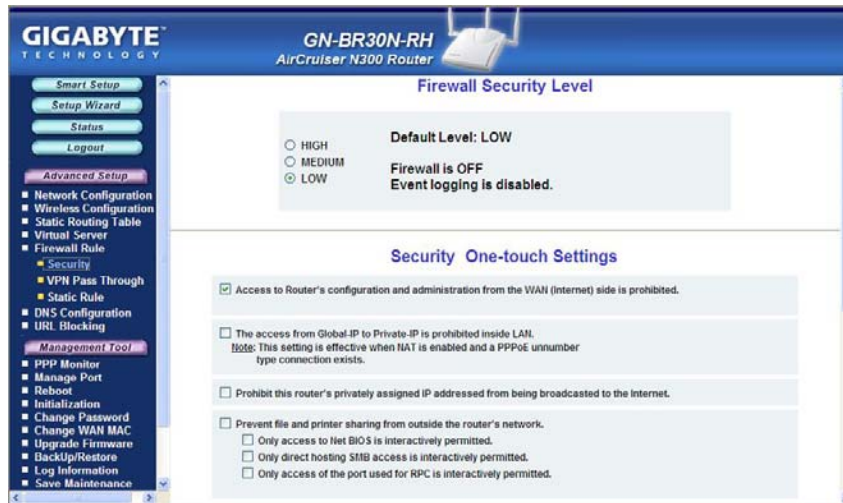 GIGABYTE™
TECHNOLOGY
GN-BR30N-RH
AirCruiser N300 Router
Smart Setup
Setup Wizard
Status
Logout
Advanced Setup
Network Configuration
Wireless Configuration
Static Routing Table
Virtual Server
Firewall Rule
Security
VPN Pass Through
Static Rule
DNS Configuration
URL Blocking
Management Tool
PPP Monitor
Manage Port
Reboot
Initialization
Change Password
Change WAN MAC
Upgrade Firmware
BackUp/Restore
Log Information
Save Maintenance
Firewall Security Level
HIGH
MEDIUM
LOW
Default Level: LOW
Firewall is OFF
Event logging is disabled.
Security One-touch Settings
Access to Router's configuration and administration from the WAN (Internet) side is prohibited.
The access from Global-IP to Private-IP is prohibited inside LAN.
Note: This setting is effective when NAT is enabled and a PPPoE unnumber
type connection exists.
Prohibit this router's privately assigned IP addressed from being broadcasted to the Internet.
Prevent file and printer sharing from outside the router's network.
Only access to Net BIOS is interactively permitted.
Only direct hosting SMB access is interactively permitted.
Only access of the port used for RPC is interactively permitted.